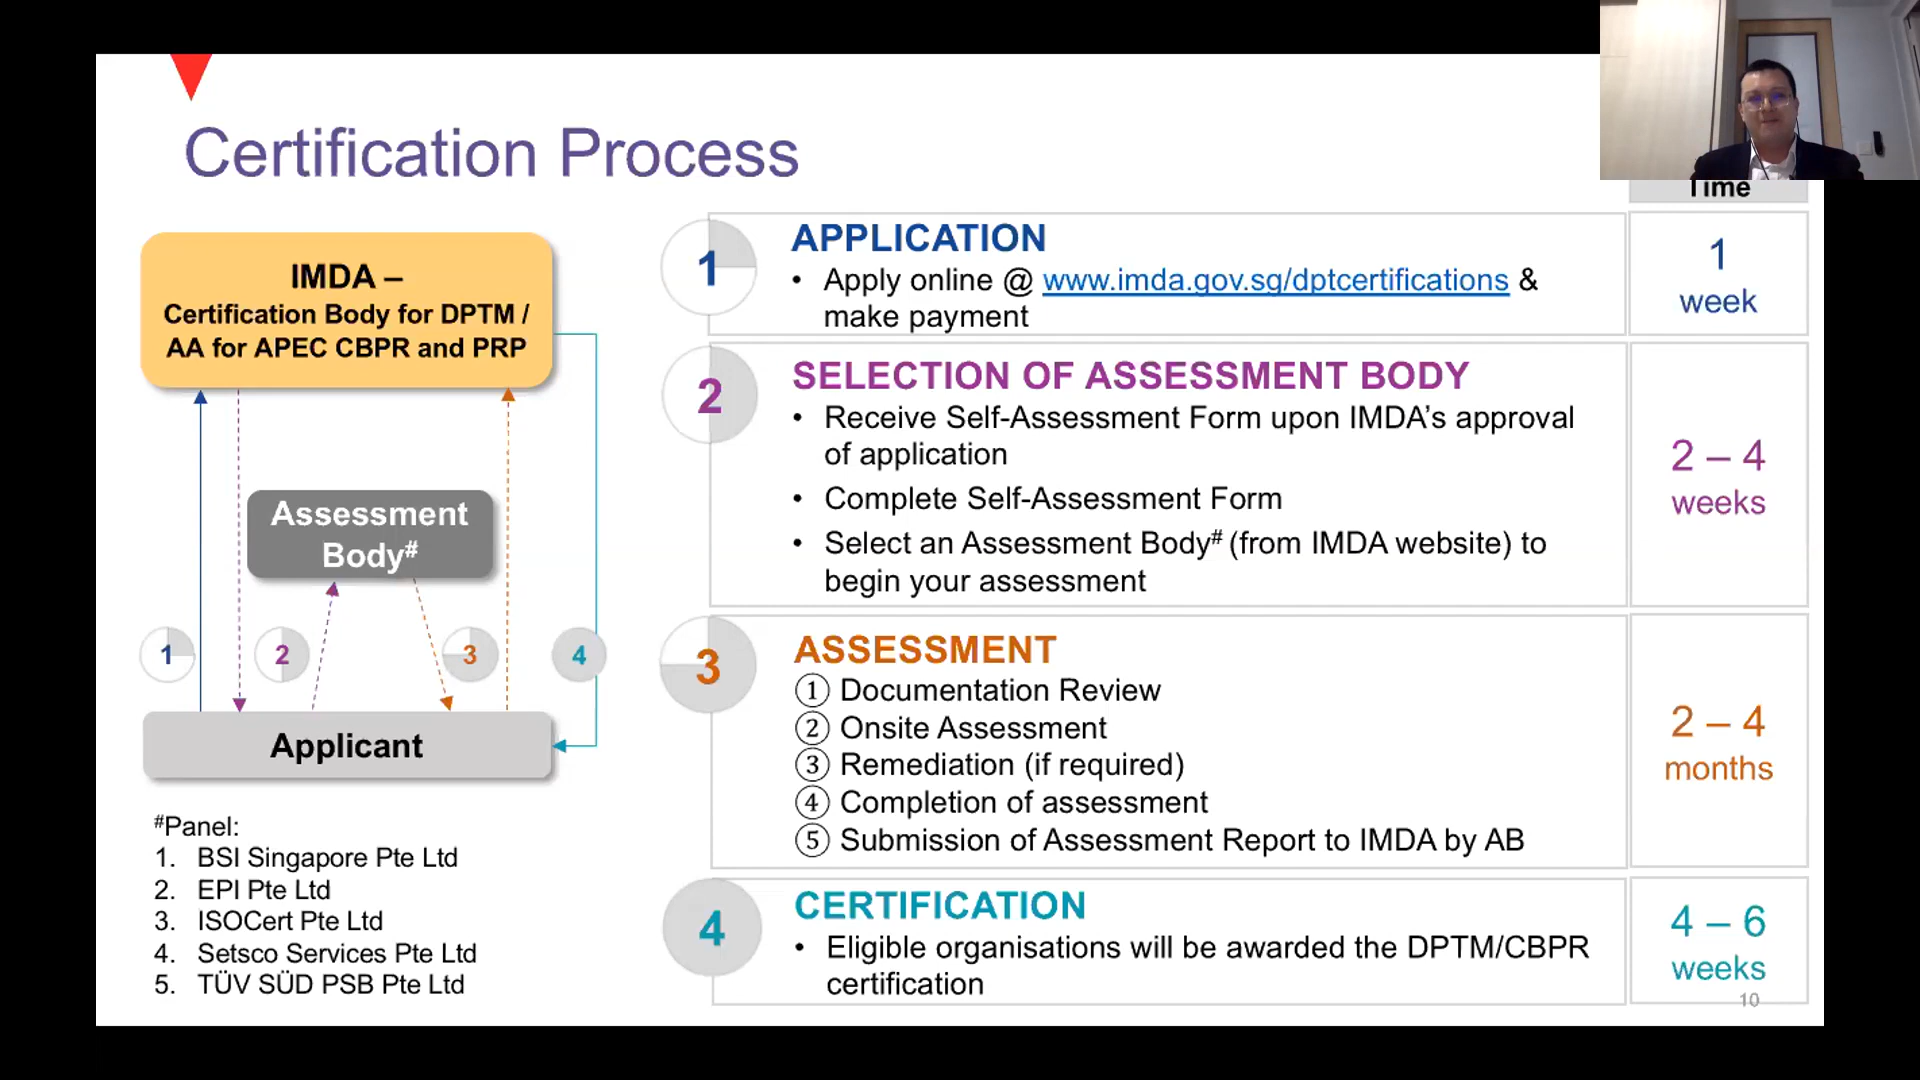 Certification Process
Time
IMDA –
Certification Body for DPTM /
AA for APEC CBPR and PRP
Assessment
Body#
1
2
3
4
Applicant
#Panel:
1. BSI Singapore Pte Ltd
2. EPI Pte Ltd
3. ISOCert Pte Ltd
4. Setsco Services Pte Ltd
5. TÜV SÜD PSB Pte Ltd
1
APPLICATION
• Apply online @ www.imda.gov.sg/dptcertifications &
make payment
1
week
2
SELECTION OF ASSESSMENT BODY
• Receive Self-Assessment Form upon IMDA’s approval
of application
• Complete Self-Assessment Form
• Select an Assessment Body# (from IMDA website) to
begin your assessment
2 – 4
weeks
3
ASSESSMENT
① Documentation Review
② Onsite Assessment
③ Remediation (if required)
④ Completion of assessment
⑤ Submission of Assessment Report to IMDA by AB
2 – 4
months
4
CERTIFICATION
• Eligible organisations will be awarded the DPTM/CBPR
certification
4 – 6
weeks
10